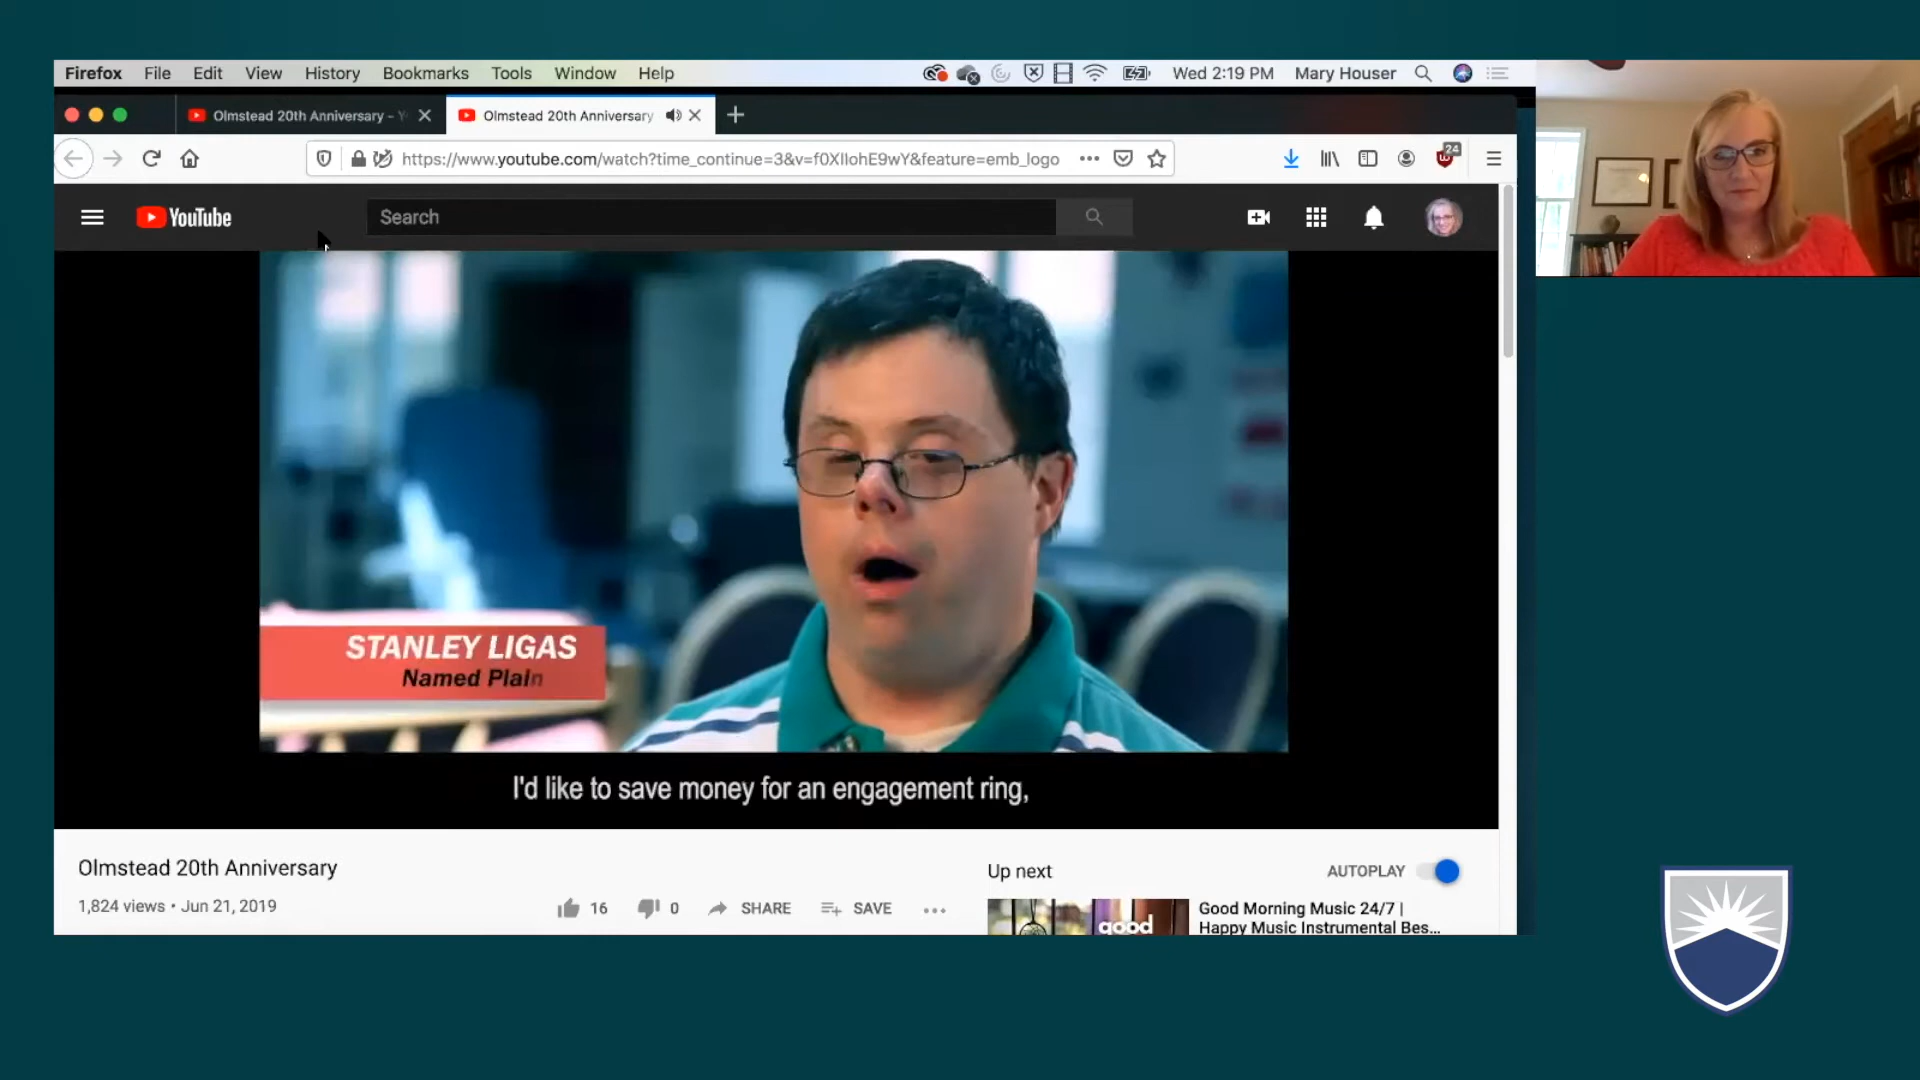 Firefox File Edit View History Bookmarks Tools Window Help Wed 2:19 PM Mary Houser
Olmstead 20th Anniversary - Y Olmstead 20th Anniversary
https://www.youtube.com/watch?time_continue=3&v=f0XIlohE9wY&feature=emb_logo 24
YouTube Search
STANLEY LIGAS
Named Plain
I'd like to save money for an engagement ring,
Olmstead 20th Anniversary
1,824 views • Jun 21, 2019
16 0 SHARE SAVE
Up next AUTOPLAY
good
Good Morning Music 24/7 |
Happy Music Instrumental Bes...